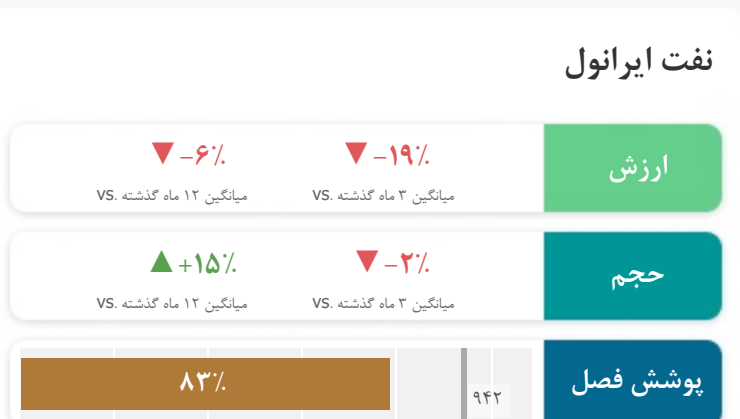 نفت ایرانول
ارزش
▼ -۱۹٪
▼ -۶٪
میانگین ۳ ماه گذشته .VS
میانگین ۱۲ ماه گذشته .VS
حجم
▼ -۲٪
▲ +۱۵٪
میانگین ۳ ماه گذشته .VS
میانگین ۱۲ ماه گذشته .VS
پوشش فصل
۸۳٪
۹۴۲